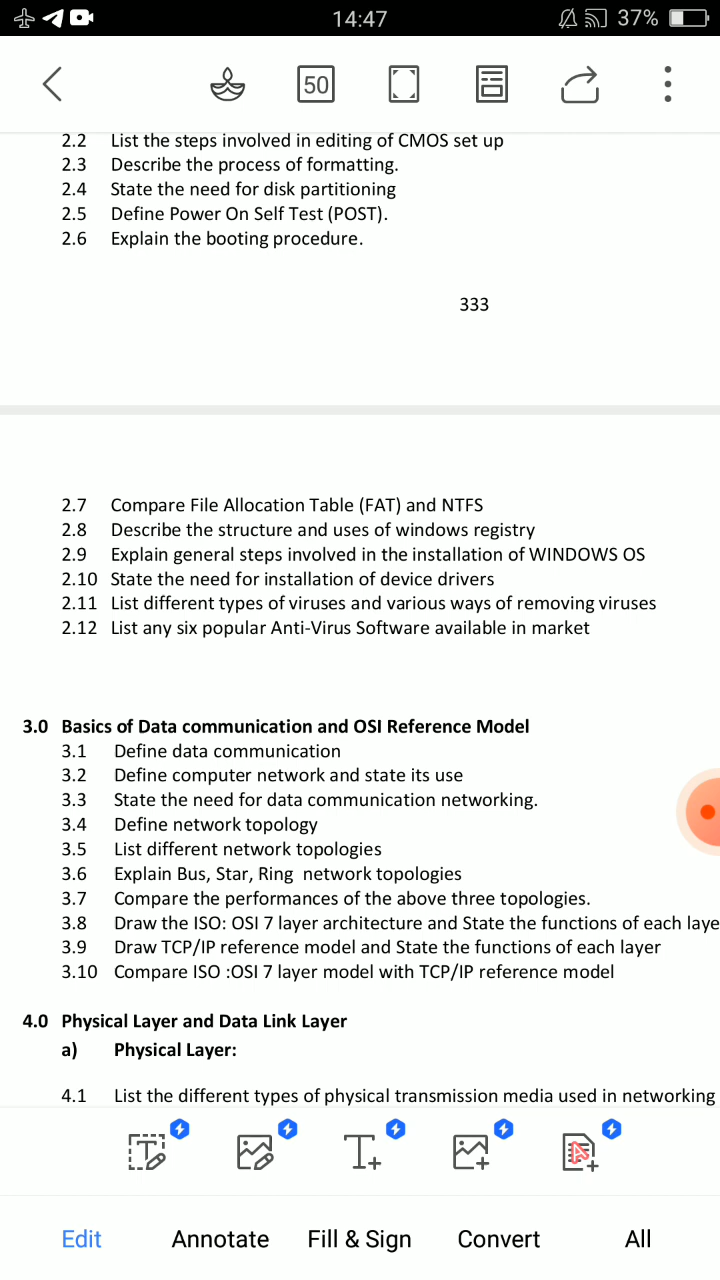 14:47
37%
50
2.2 List the steps involved in editing of CMOS set up
2.3 Describe the process of formatting.
2.4 State the need for disk partitioning
2.5 Define Power On Self Test (POST).
2.6 Explain the booting procedure.
333
2.7 Compare File Allocation Table (FAT) and NTFS
2.8 Describe the structure and uses of windows registry
2.9 Explain general steps involved in the installation of WINDOWS OS
2.10 State the need for installation of device drivers
2.11 List different types of viruses and various ways of removing viruses
2.12 List any six popular Anti-Virus Software available in market
3.0 Basics of Data communication and OSI Reference Model
3.1 Define data communication
3.2 Define computer network and state its use
3.3 State the need for data communication networking.
3.4 Define network topology
3.5 List different network topologies
3.6 Explain Bus, Star, Ring network topologies
3.7 Compare the performances of the above three topologies.
3.8 Draw the ISO: OSI 7 layer architecture and State the functions of each laye
3.9 Draw TCP/IP reference model and State the functions of each layer
3.10 Compare ISO :OSI 7 layer model with TCP/IP reference model
4.0 Physical Layer and Data Link Layer
a) Physical Layer:
4.1 List the different types of physical transmission media used in networking
Edit Annotate Fill & Sign Convert All